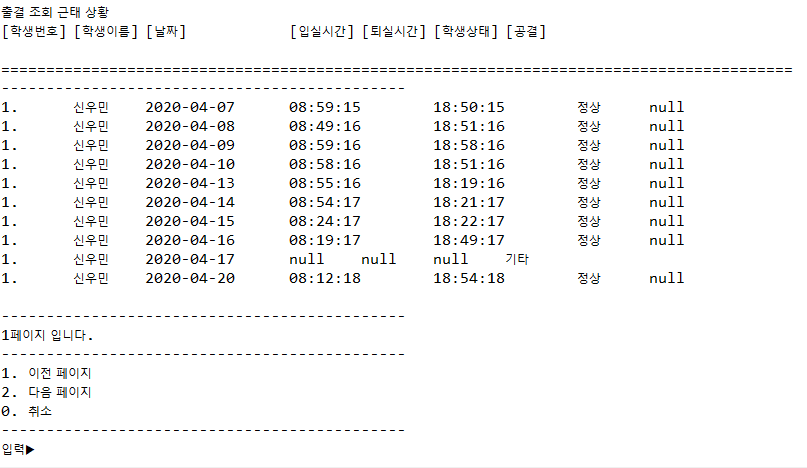 출결 조회 근태 상황
[학생번호] [학생이름] [날짜] [입실시간] [퇴실시간] [학생상태] [공결]
========================================================================================
---------------------------------------------
1. 신우민 2020-04-07 08:59:15 18:50:15 정상 null
1. 신우민 2020-04-08 08:49:16 18:51:16 정상 null
1. 신우민 2020-04-09 08:59:16 18:58:16 정상 null
1. 신우민 2020-04-10 08:58:16 18:51:16 정상 null
1. 신우민 2020-04-13 08:55:16 18:19:16 정상 null
1. 신우민 2020-04-14 08:54:17 18:21:17 정상 null
1. 신우민 2020-04-15 08:24:17 18:22:17 정상 null
1. 신우민 2020-04-16 08:19:17 18:49:17 정상 null
1. 신우민 2020-04-17 null null null 기타
1. 신우민 2020-04-20 08:12:18 18:54:18 정상 null
---------------------------------------------
1페이지 입니다.
---------------------------------------------
1. 이전 페이지
2. 다음 페이지
0. 취소
---------------------------------------------
입력▶